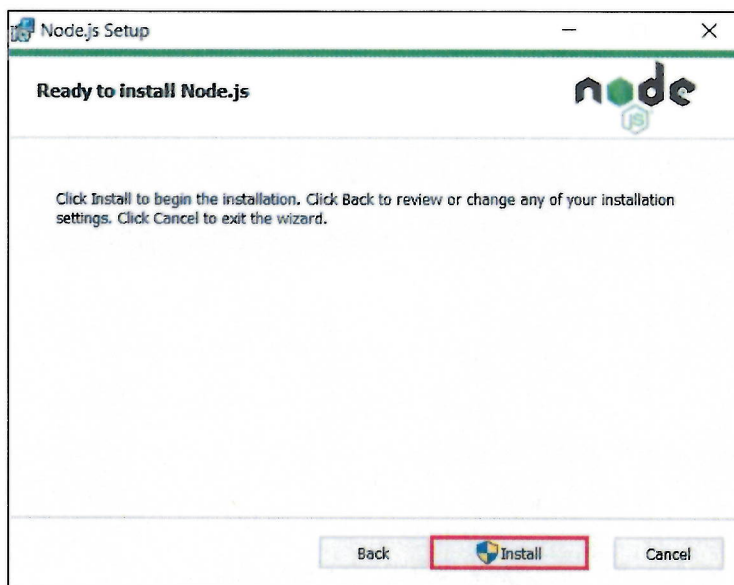 Node.js Setup
Ready to install Node.js
node
JS
Click Install to begin the installation. Click Back to review or change any of your installation
settings. Click Cancel to exit the wizard.
Back
Install
Cancel